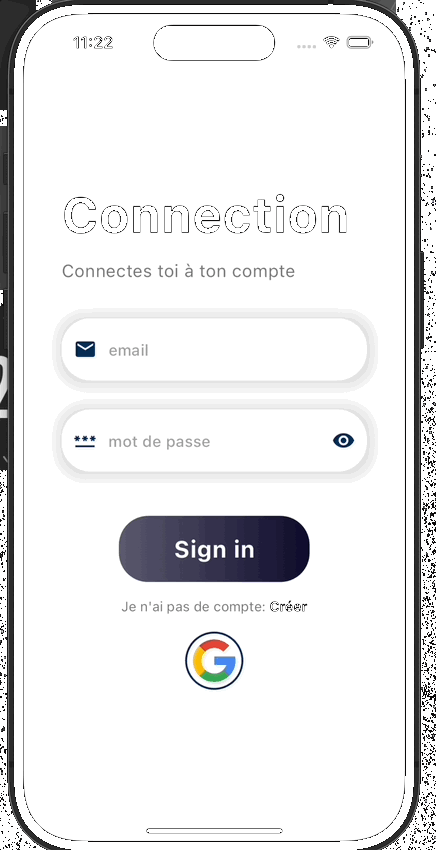 11:22
Connection
Connectes toi à ton compte
email
mot de passe
Sign in
Je n'ai pas de compte: Créer